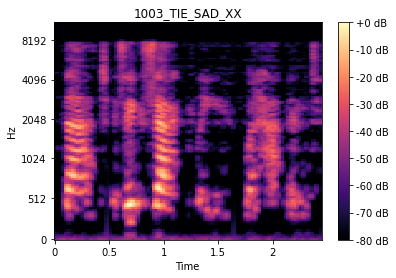 1003_TIE_SAD_XX
Hz
8192
4096
2048
1024
512
0
0
0.5
1
1.5
2
Time
+0 dB
-10 dB
-20 dB
-30 dB
-40 dB
-50 dB
-60 dB
-70 dB
-80 dB